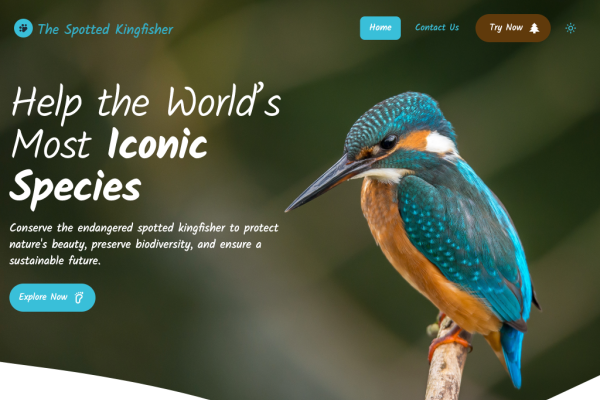 The Spotted Kingfisher
Home
Contact Us
Try Now
Help the World's
Most Iconic
Species
Conserve the endangered spotted kingfisher to protect
nature's beauty, preserve biodiversity, and ensure a
sustainable future.
Explore Now